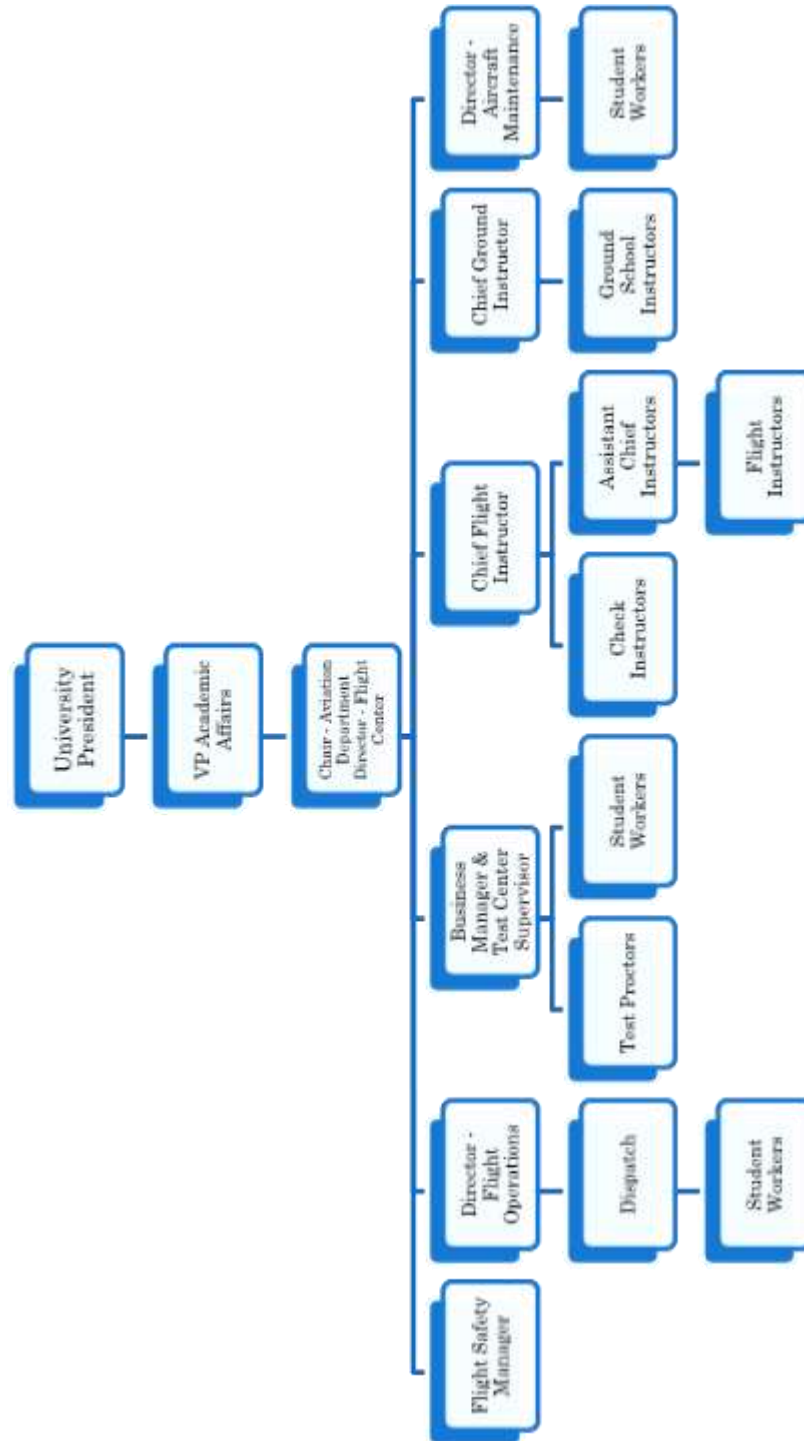 University
President
VP Academic
Affairs
Chair - Aviation
Department
Director - Flight
Center
Flight Safety
Manager
Director -
Flight
Operations
Business
Manager &
Test Center
Supervisor
Chief Flight
Instructor
Chief Ground
Instructor
Director -
Aircraft
Maintenance
Dispatch
Test Proctors
Student
Workers
Check
Instructors
Assistant
Chief
Instructors
Ground
School
Instructors
Student
Workers
Student
Workers
Flight
Instructors